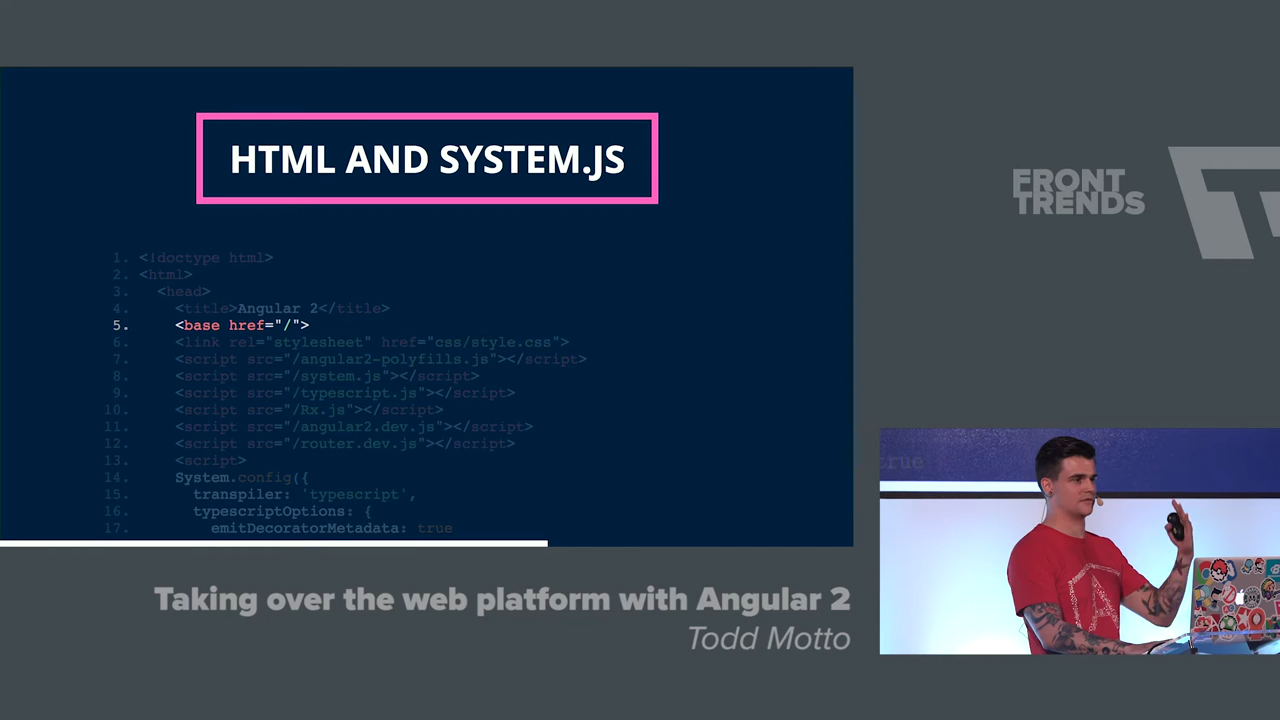 HTML AND SYSTEM.JS
1. <!doctype html>
2. <html>
3. <head>
4. <title>Angular 2</title>
5. <base href="/">
6. <link rel="stylesheet" href="css/style.css">
7. <script src="/angular2-polyfills.js"></script>
8. <script src="/system.js"></script>
9. <script src="/typescript.js"></script>
10. <script src="/Rx.js"></script>
11. <script src="/angular2.dev.js"></script>
12. <script src="/router.dev.js"></script>
13. <script>
14. System.config({
15. transpiler: 'typescript',
16. typescriptOptions: {
17. emitDecoratorMetadata: true
FRONT
TRENDS
true
Taking over the web platform with Angular 2
Todd Motto